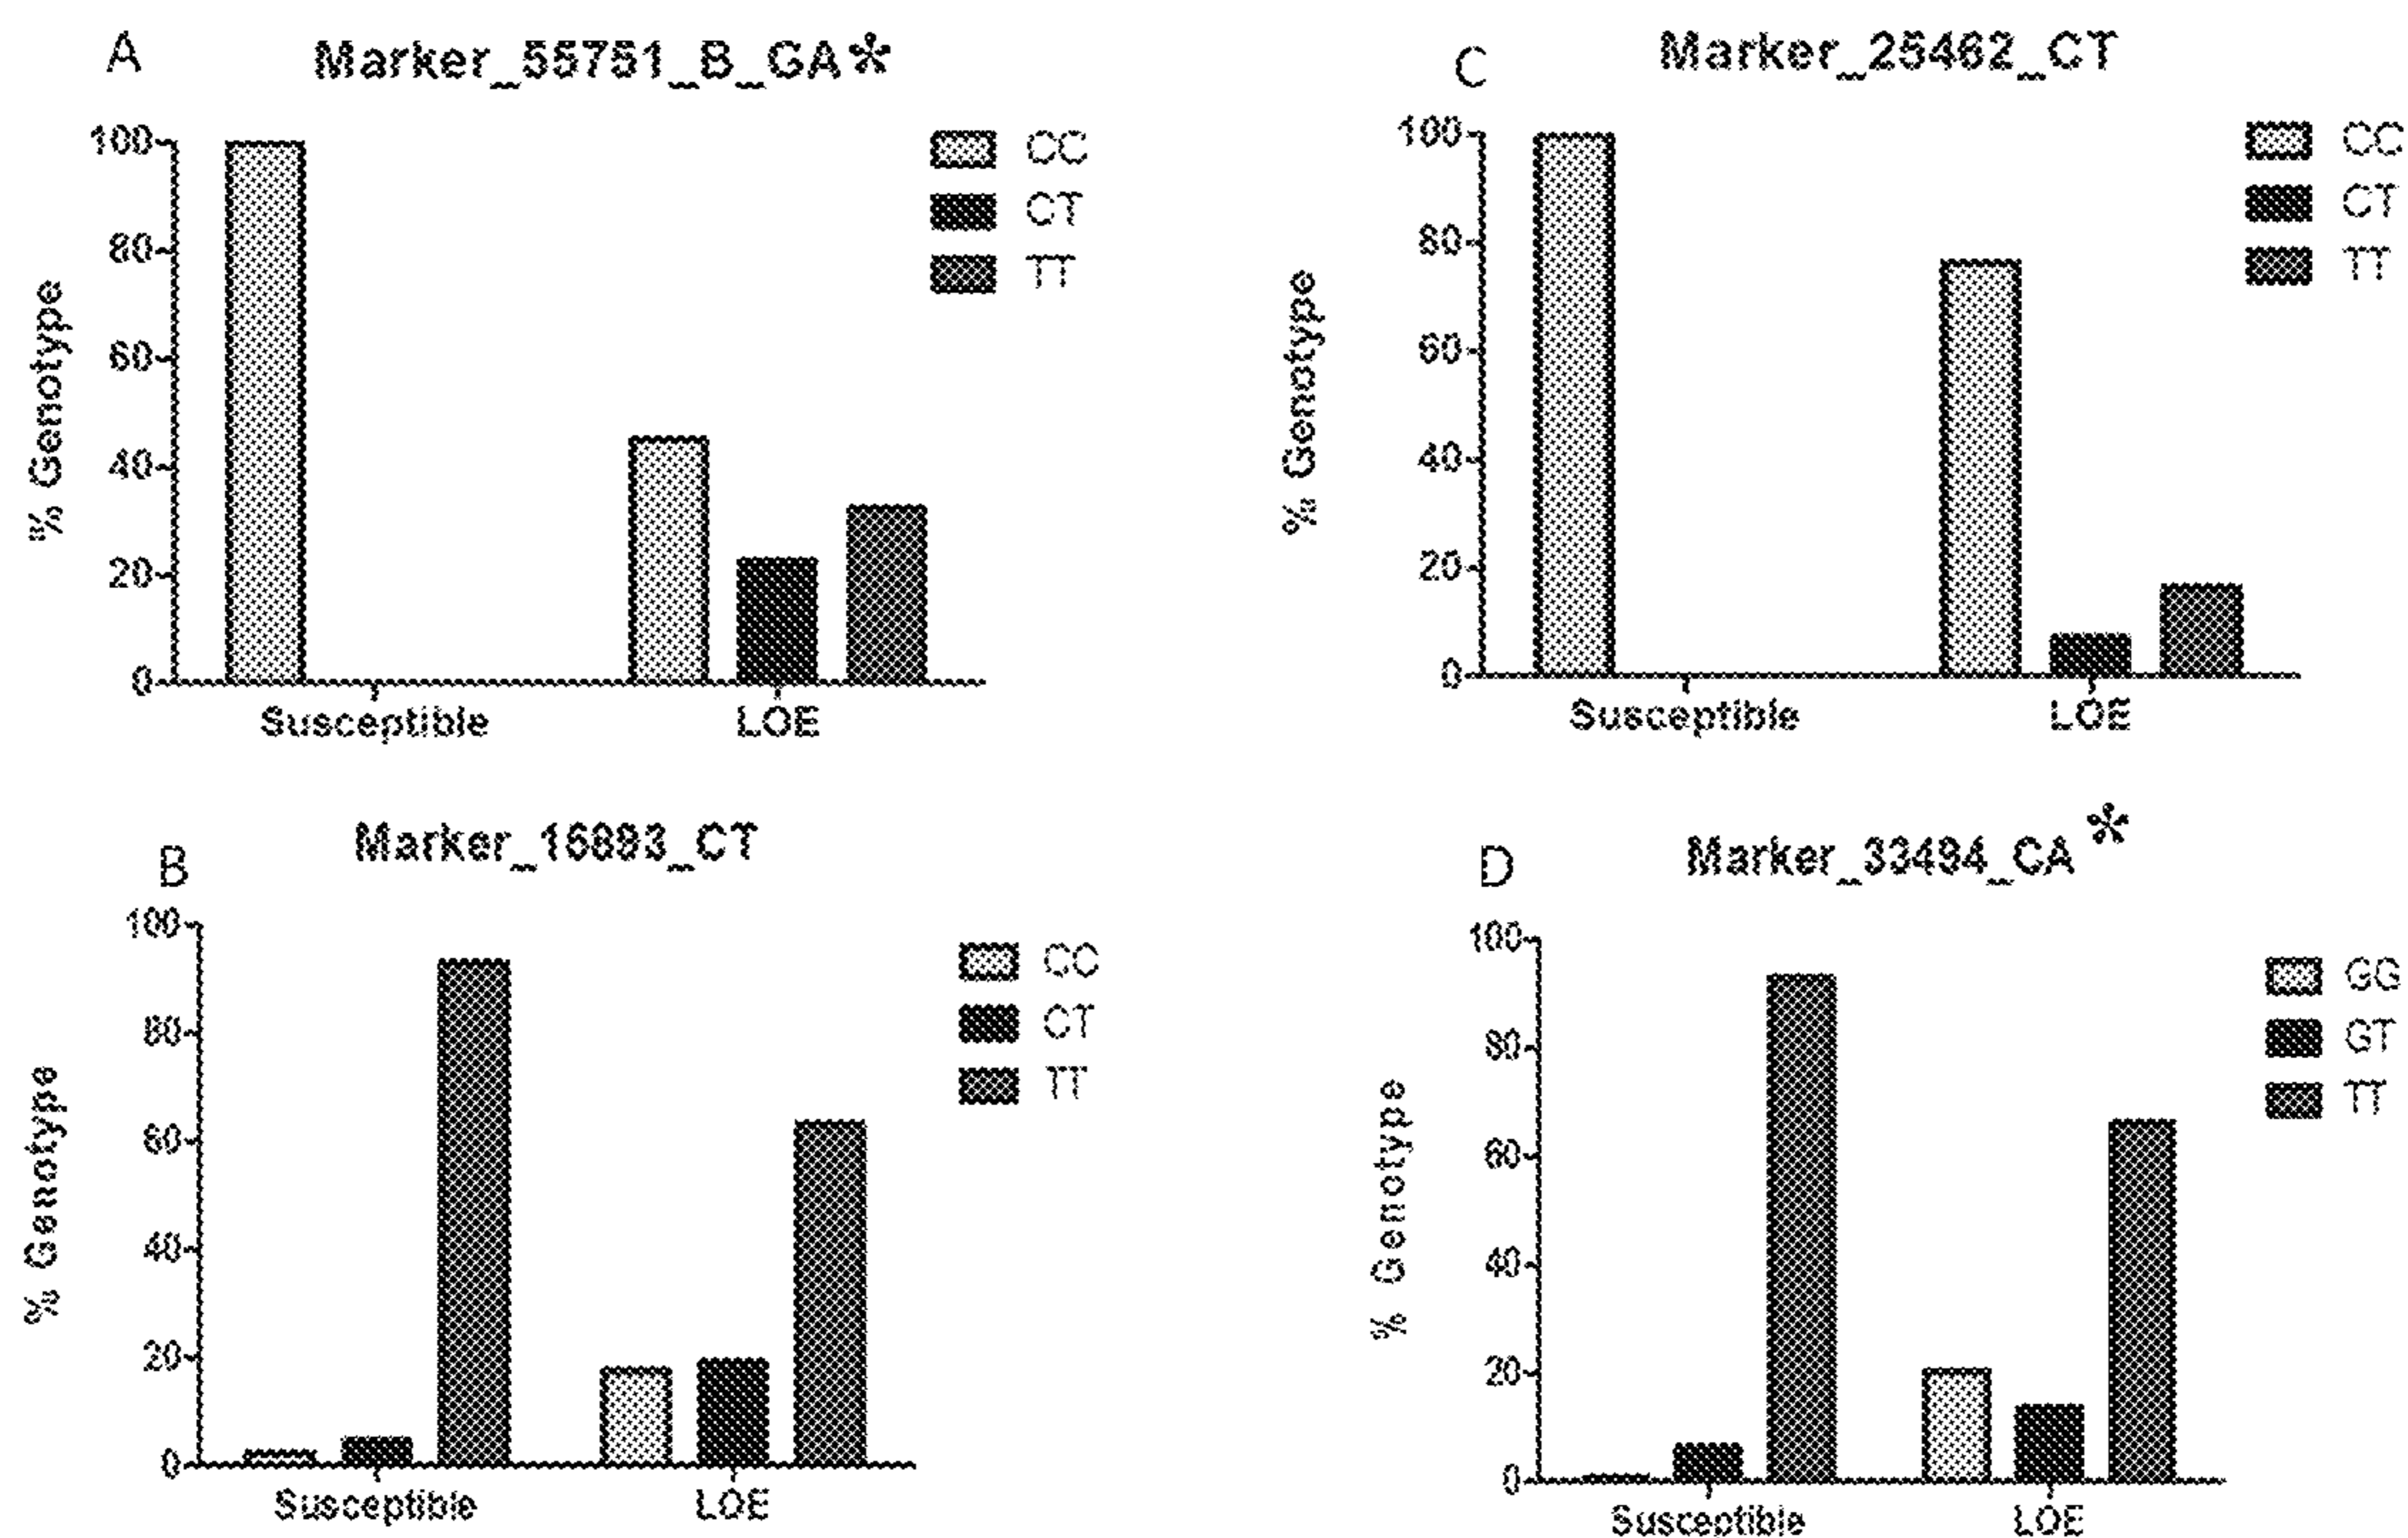 A
Marker_55751_B_GA*
100
80
60
40
20
0
% Genotype
Susceptible
LOE
CC
CT
TT
C
Marker_25462_CT
100
80
60
40
20
0
% Genotype
Susceptible
LOE
CC
CT
TT
B
Marker_15893_CT
100
80
60
40
20
0
% Genotype
Susceptible
LOE
CC
CT
TT
D
Marker_33494_CA *
100
80
60
40
20
0
% Genotype
Susceptible
LOE
GG
GT
TT